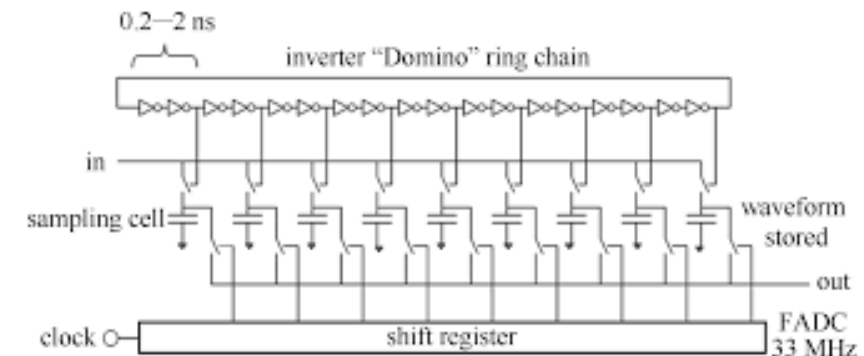 0.2—2 ns
inverter “Domino” ring chain
in
sampling cell
waveform
stored
out
clock
shift register
FADC
33 MHz